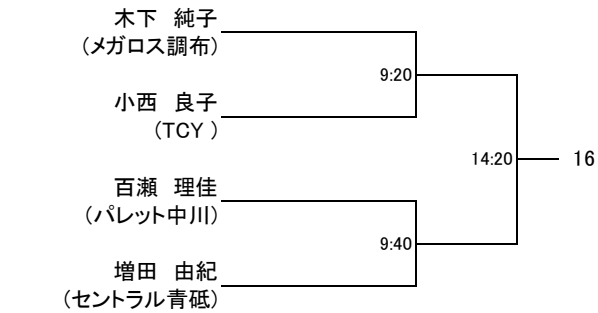 木下　純子
（メガロス調布）
9:20
小西　良子
（TCY ）
14:20
16
百瀬　理佳
（パレット中川）
9:40
増田　由紀
（セントラル青砥）